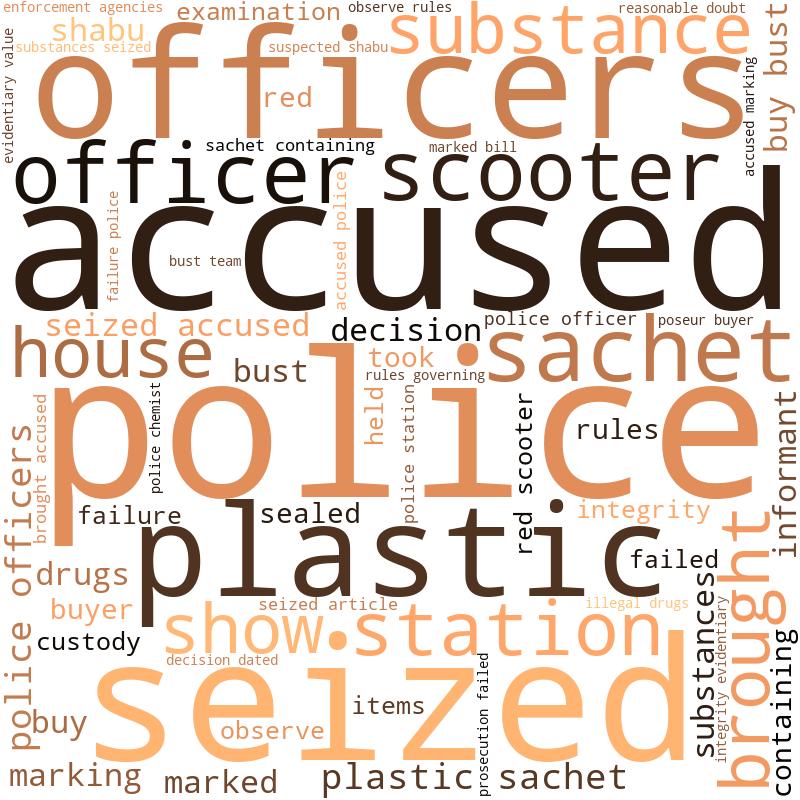 enforcement agencies
examination
observe rules
reasonable doubt
shabu
substance
substances seized
suspected shabu
evidentiary value
officers
red
accused marking
buy bust
sachet containing
marked bill
officer
scooter
accused
failure police
bust team
accused police
seized accused
decision
police officer
poseur buyer
house
bust
took
rules governing
sachet
police
brought accused
police chemist
held
police station
red scooter
rules
informant
police officers
failure
sealed
integrity
plastic
failed
drugs
buyer
seized article
illegal drugs
custody
show
station
substances
integrity evidentiary
brought
containing
decision dated
seized
prosecution failed
items
buy
observe
marking
marked
plastic sachet